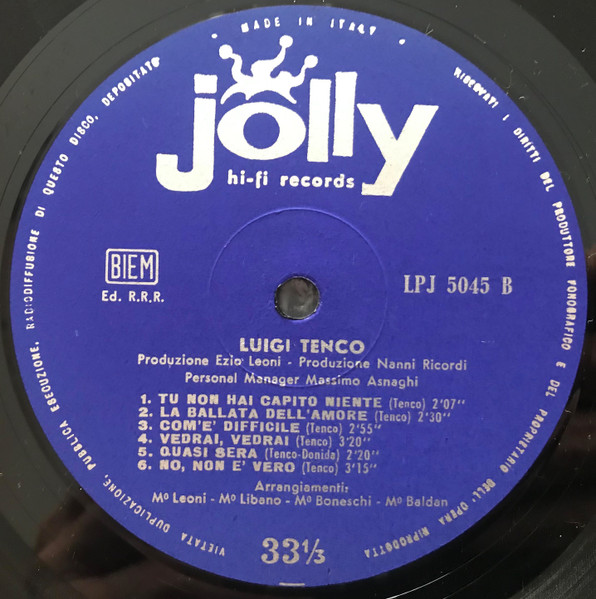 MADE IN ITALY
RISERVATI I DIRITTI DEL PRODUTTORE FONOGRAFICO E DEL PROPRIETARIO DELL'OPERA RIPRODOTTA
VIETATA DUPLICAZIONE, PUBBLICA ESECUZIONE, RADIODIFFUSIONE DI QUESTO DISCO, DEPOSITATO
jolly
hi-fi records
BIEM
Ed. R.R.R.
LPJ 5045 B
LUIGI TENCO
Produzione Ezio Leoni - Produzione Nanni Ricordi
Personal Manager Massimo Asnaghi
1. TU NON HAI CAPITO NIENTE (Tenco) 2'07"
2. LA BALLATA DELL'AMORE (Tenco) 2'30"
3. COM'E' DIFFICILE (Tenco) 2'55"
4. VEDRAI, VEDRAI (Tenco) 3'20"
5. QUASI SERA (Tenco-Donida) 2'20"
6. NO, NON E' VERO (Tenco) 3'15"
Arrangiamenti:
Mº Leoni - Mº Libano - Mº Boneschi - Mº Baldan
33⅓